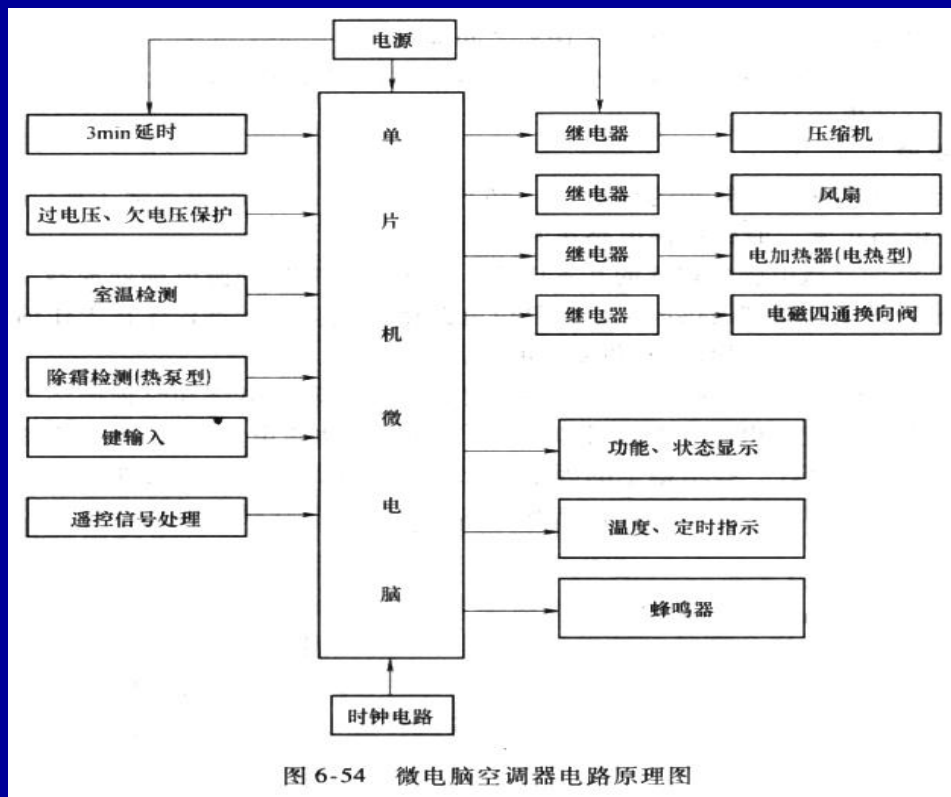 电源
3min 延时
过电压、欠电压保护
室温检测
除霜检测(热泵型)
键输入
遥控信号处理
单片机微电脑
继电器
压缩机
继电器
风扇
继电器
电加热器(电热型)
继电器
电磁四通换向阀
功能、状态显示
温度、定时指示
蜂鸣器
时钟电路
图 6-54 微电脑空调器电路原理图